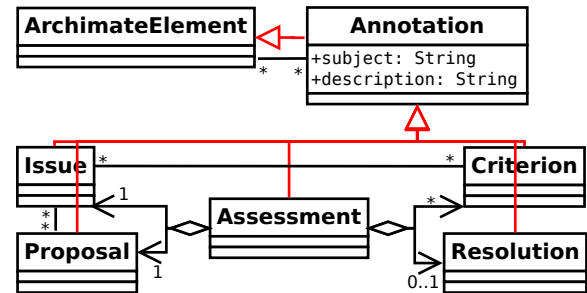 ArchimateElement
Annotation
+subject: String
+description: String
* *
Issue
* *
Criterion
1
*
Assessment
*
*
Proposal
1
Resolution
0..1